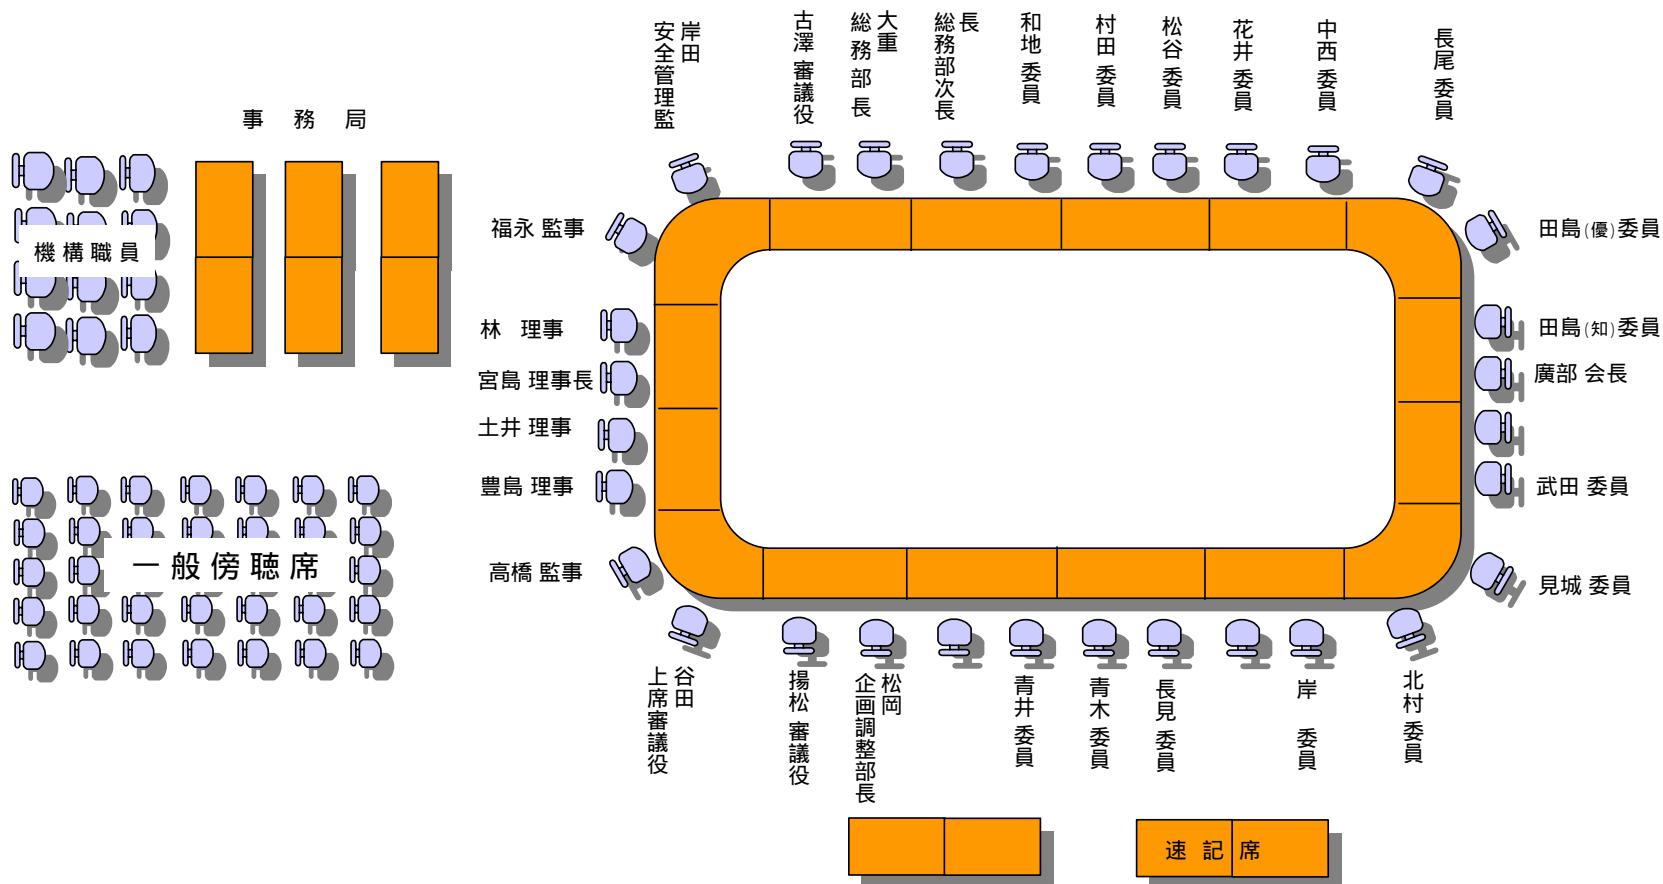 岸田
安全管理監
古澤 審議役
大重
総務部長
長
総務部次長
和地 委員
村田 委員
松谷 委員
花井 委員
中西 委員
長尾 委員
事務局
機構職員
福永 監事
田島(優)委員
林 理事
田島(知)委員
宮島 理事長
廣部 会長
土井 理事
豊島 理事
武田 委員
一般傍聴席
高橋 監事
見城 委員
谷田
上席審議役
揚松 審議役
松岡
企画調整部長
青井 委員
青木 委員
長見 委員
岸 委員
北村 委員
速記席